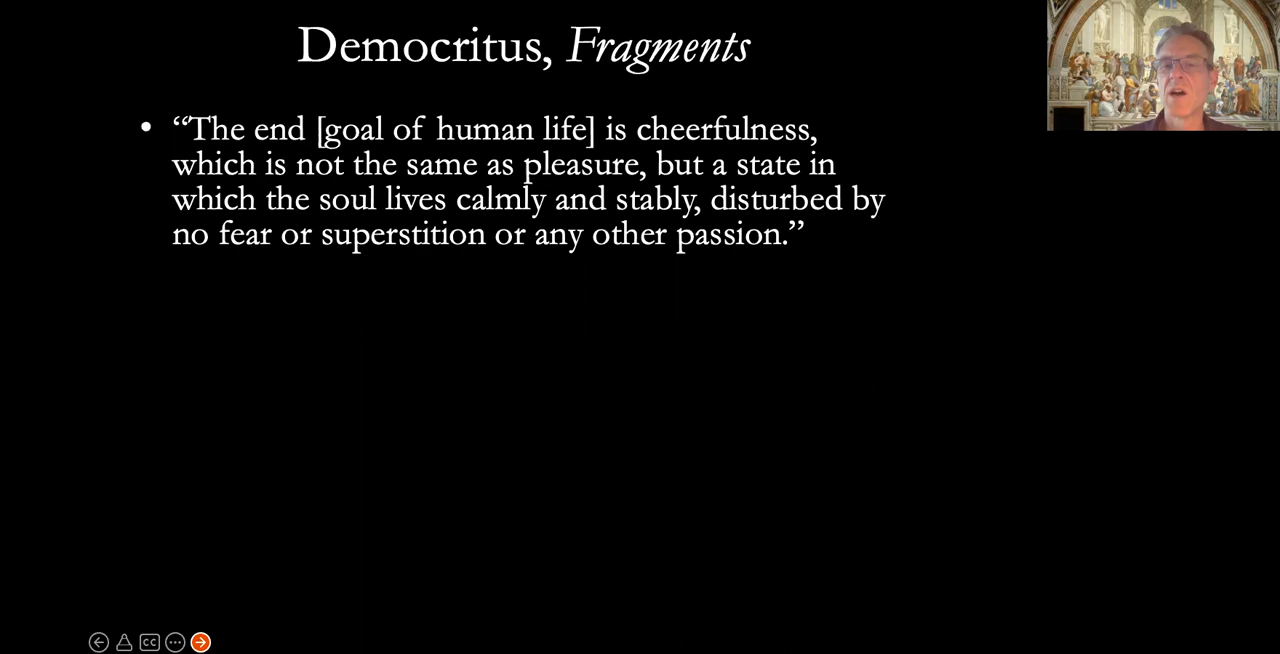 Democritus, Fragments
• “The end [goal of human life] is cheerfulness,
which is not the same as pleasure, but a state in
which the soul lives calmly and stably, disturbed by
no fear or superstition or any other passion.”
CC